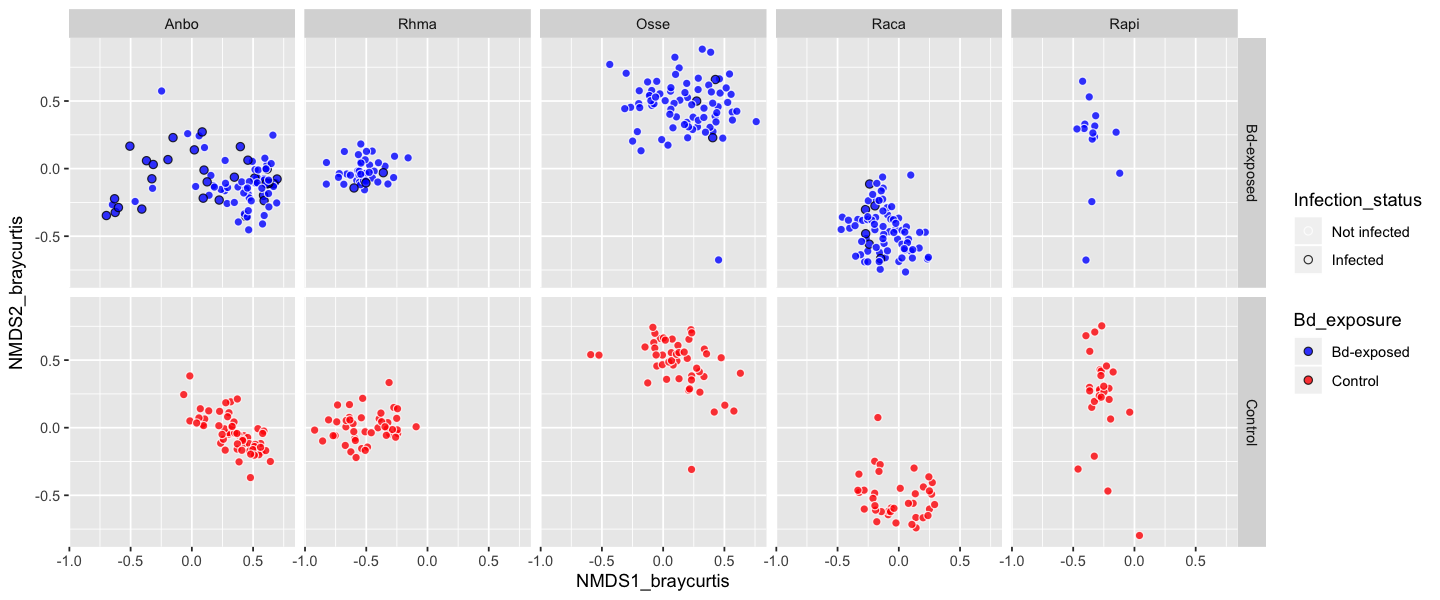 Anbo Rhma Osse Raca Rapi
NMDS2_braycurtis
0.5
0.0
-0.5
Bd-exposed
0.5
0.0
-0.5
Control
-1.0 -0.5 0.0 0.5 -1.0 -0.5 0.0 0.5 -1.0 -0.5 0.0 0.5 -1.0 -0.5 0.0 0.5 -1.0 -0.5 0.0 0.5
NMDS1_braycurtis
Infection_status
Not infected
Infected
Bd_exposure
Bd-exposed
Control